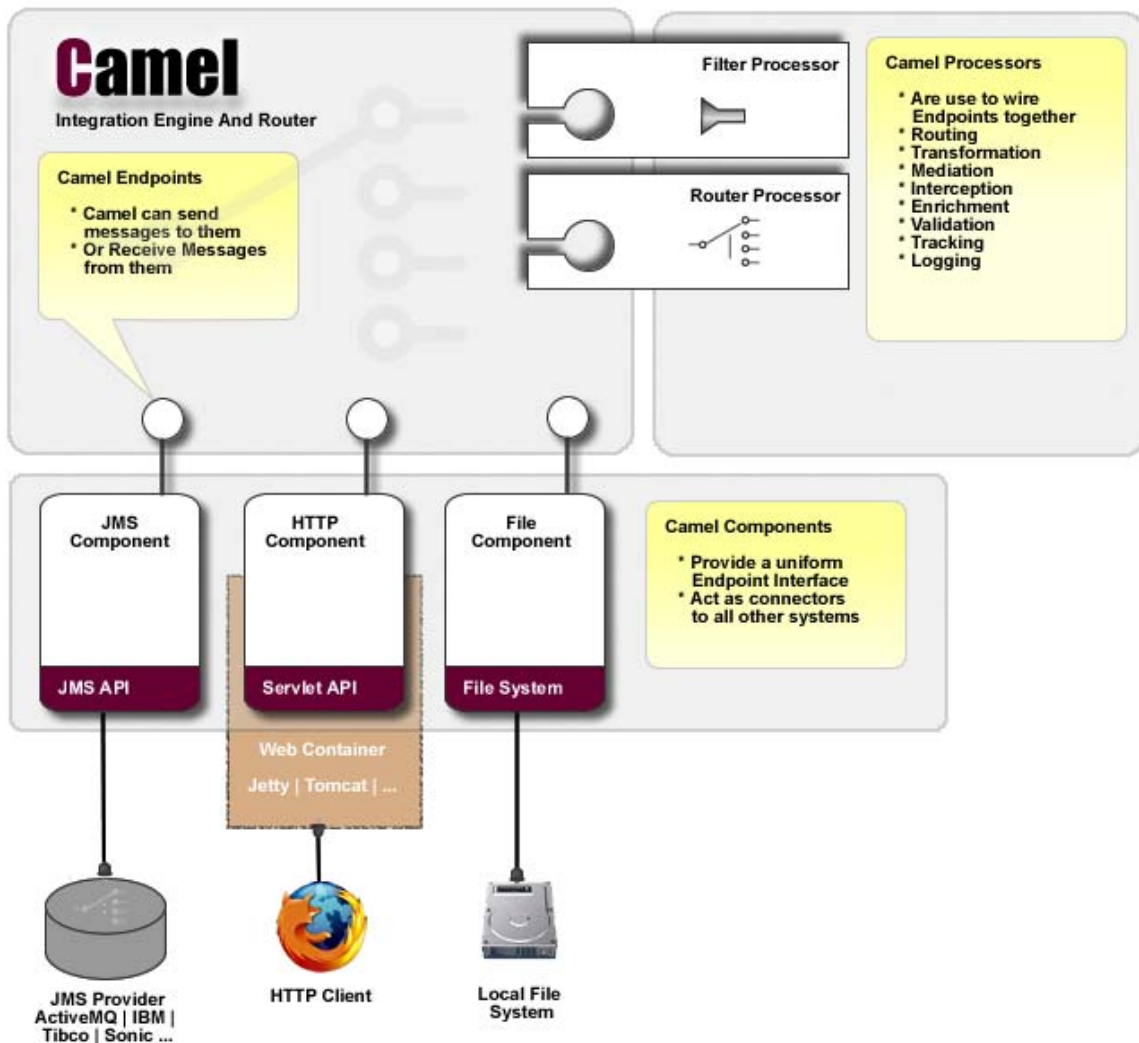 Camel
Integration Engine And Router
Camel Endpoints
* Camel can send
messages to them
* Or Receive Messages
from them
Filter Processor
Router Processor
Camel Processors
* Are use to wire
Endpoints together
* Routing
* Transformation
* Mediation
* Interception
* Enrichment
* Validation
* Tracking
* Logging
JMS
Component
JMS API
HTTP
Component
Servlet API
File
Component
File System
Camel Components
* Provide a uniform
Endpoint Interface
* Act as connectors
to all other systems
Web Container
Jetty | Tomcat | ...
JMS Provider
ActiveMQ | IBM |
Tibco | Sonic ...
HTTP Client
Local File
System